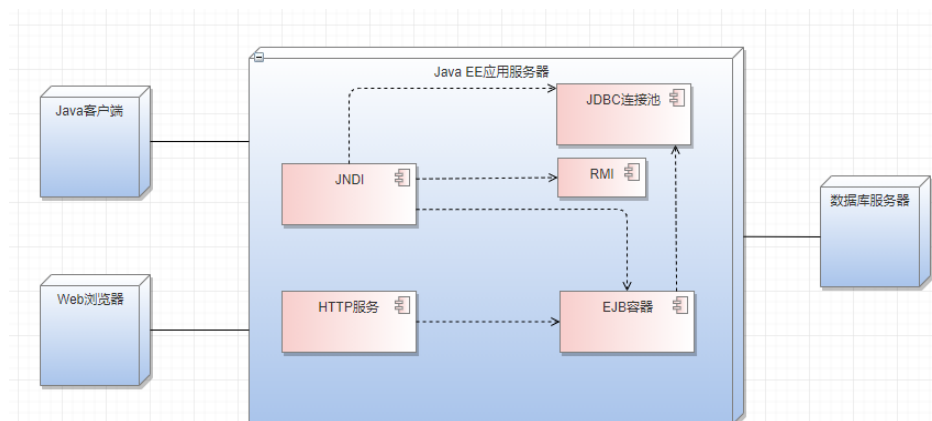 Java EE应用服务器
Java客户端
JDBC连接池
JNDI
RMI
数据库服务器
Web浏览器
HTTP服务
EJB容器